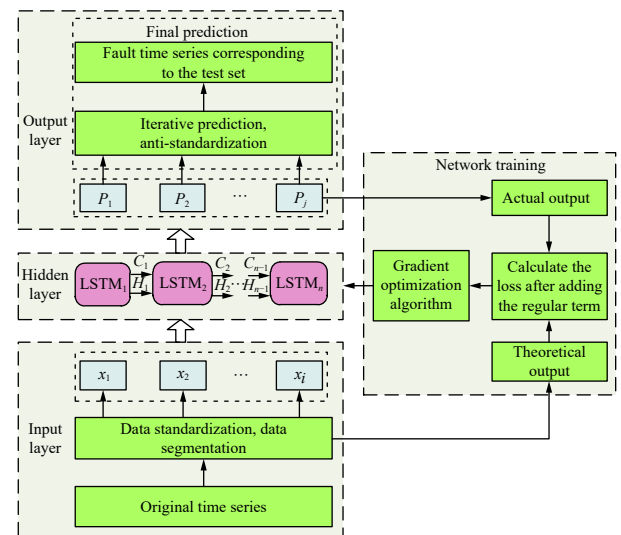 Final prediction
Fault time series corresponding
to the test set
Output
layer
Iterative prediction,
anti-standardization
P1 P2 ··· Pj
Network training
Actual output
Calculate the
loss after adding
the regular term
Gradient
optimization
algorithm
Theoretical
output
Hidden
layer
C1 C2 Cn−1
LSTM1 LSTM2 LSTMn
H1 H2 ·· Hn−1
x1 x2 ··· xi
Input
layer
Data standardization, data
segmentation
Original time series